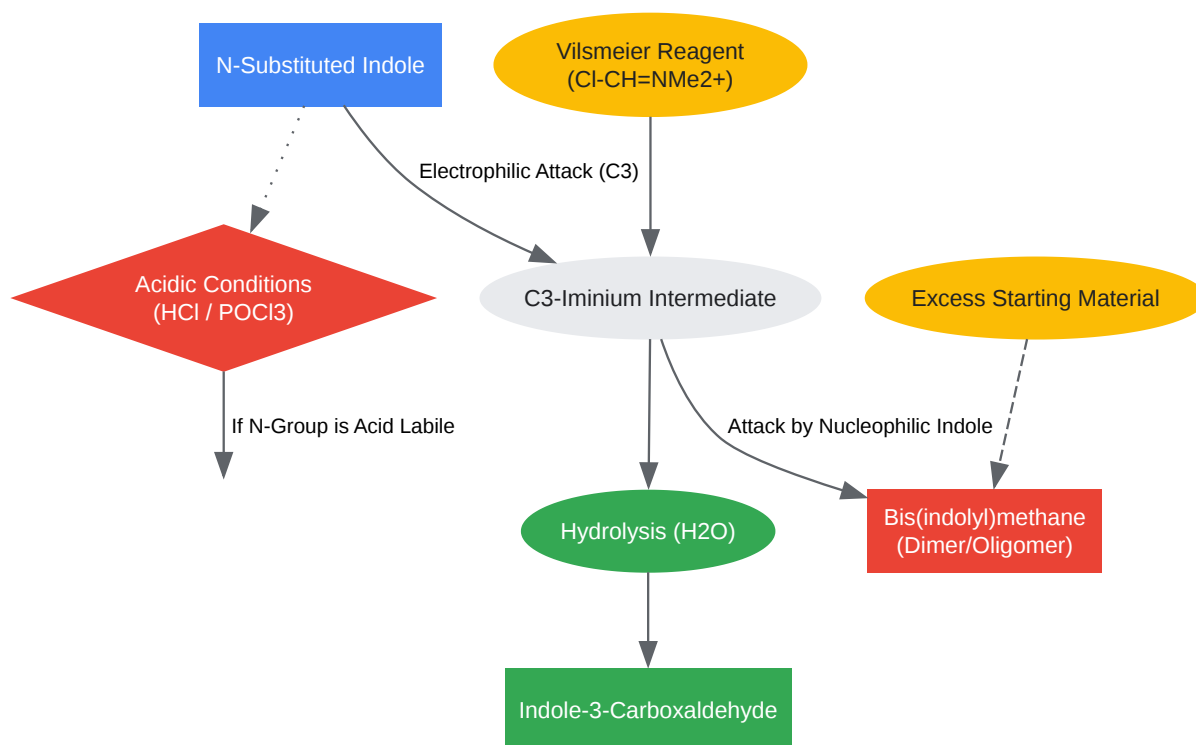 N-Substituted Indole
Vilsmeier Reagent
(Cl-CH=NMe2+)
Electrophilic Attack (C3)
Acidic Conditions
(HCl / POCl3)
C3-Iminium Intermediate
Excess Starting Material
If N-Group is Acid Labile
Attack by Nucleophilic Indole
Hydrolysis (H2O)
Bis(indolyl)methane
(Dimer/Oligomer)
Indole-3-Carboxaldehyde